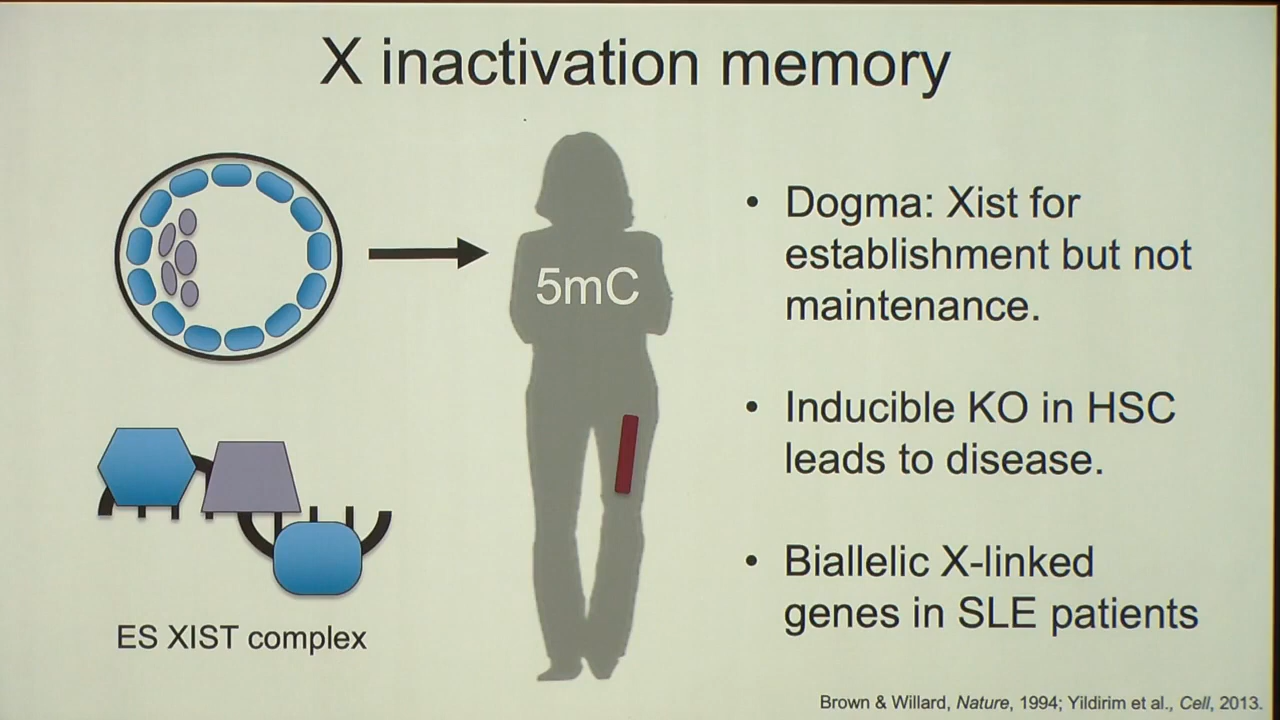 X inactivation memory
5mC
ES XIST complex
• Dogma: Xist for
establishment but not
maintenance.
• Inducible KO in HSC
leads to disease.
• Biallelic X-linked
genes in SLE patients
Brown & Willard, Nature, 1994; Yildirim et al., Cell, 2013.